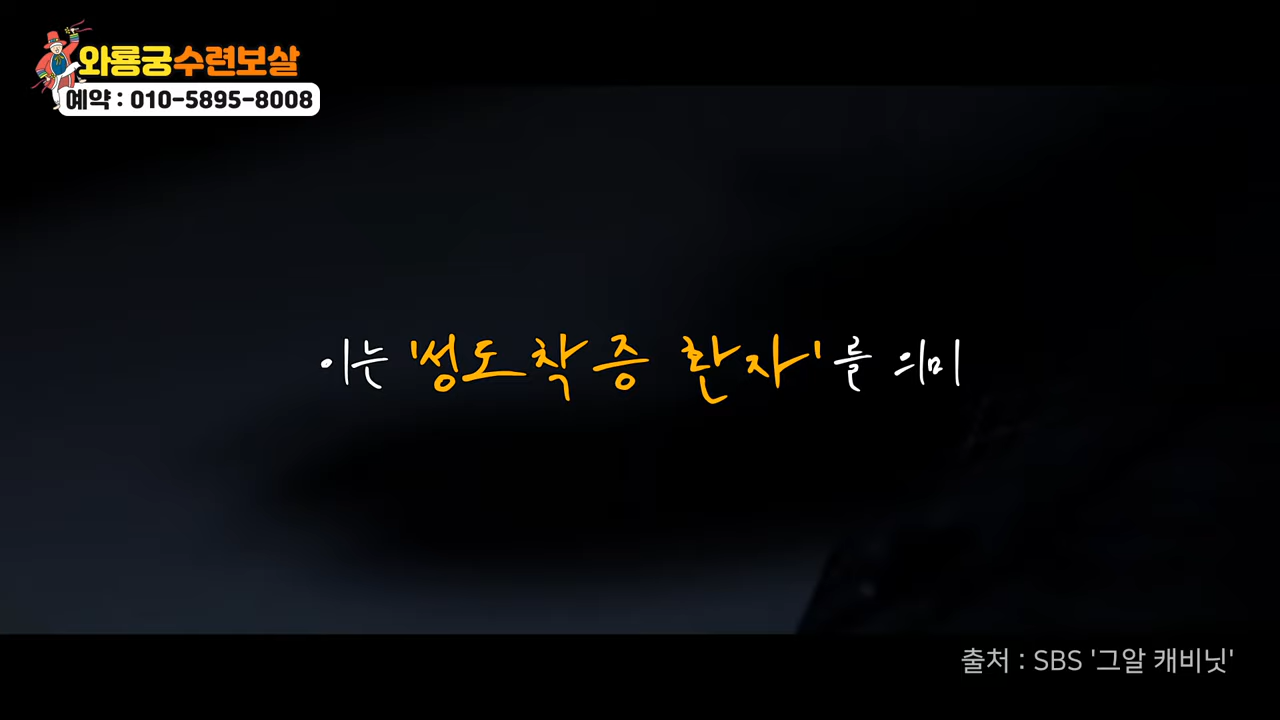 와룡궁수련보살
예약 : 010-5895-8008
이는 '성도착증 환자'를 의미
출처 : SBS '그알 캐비닛'